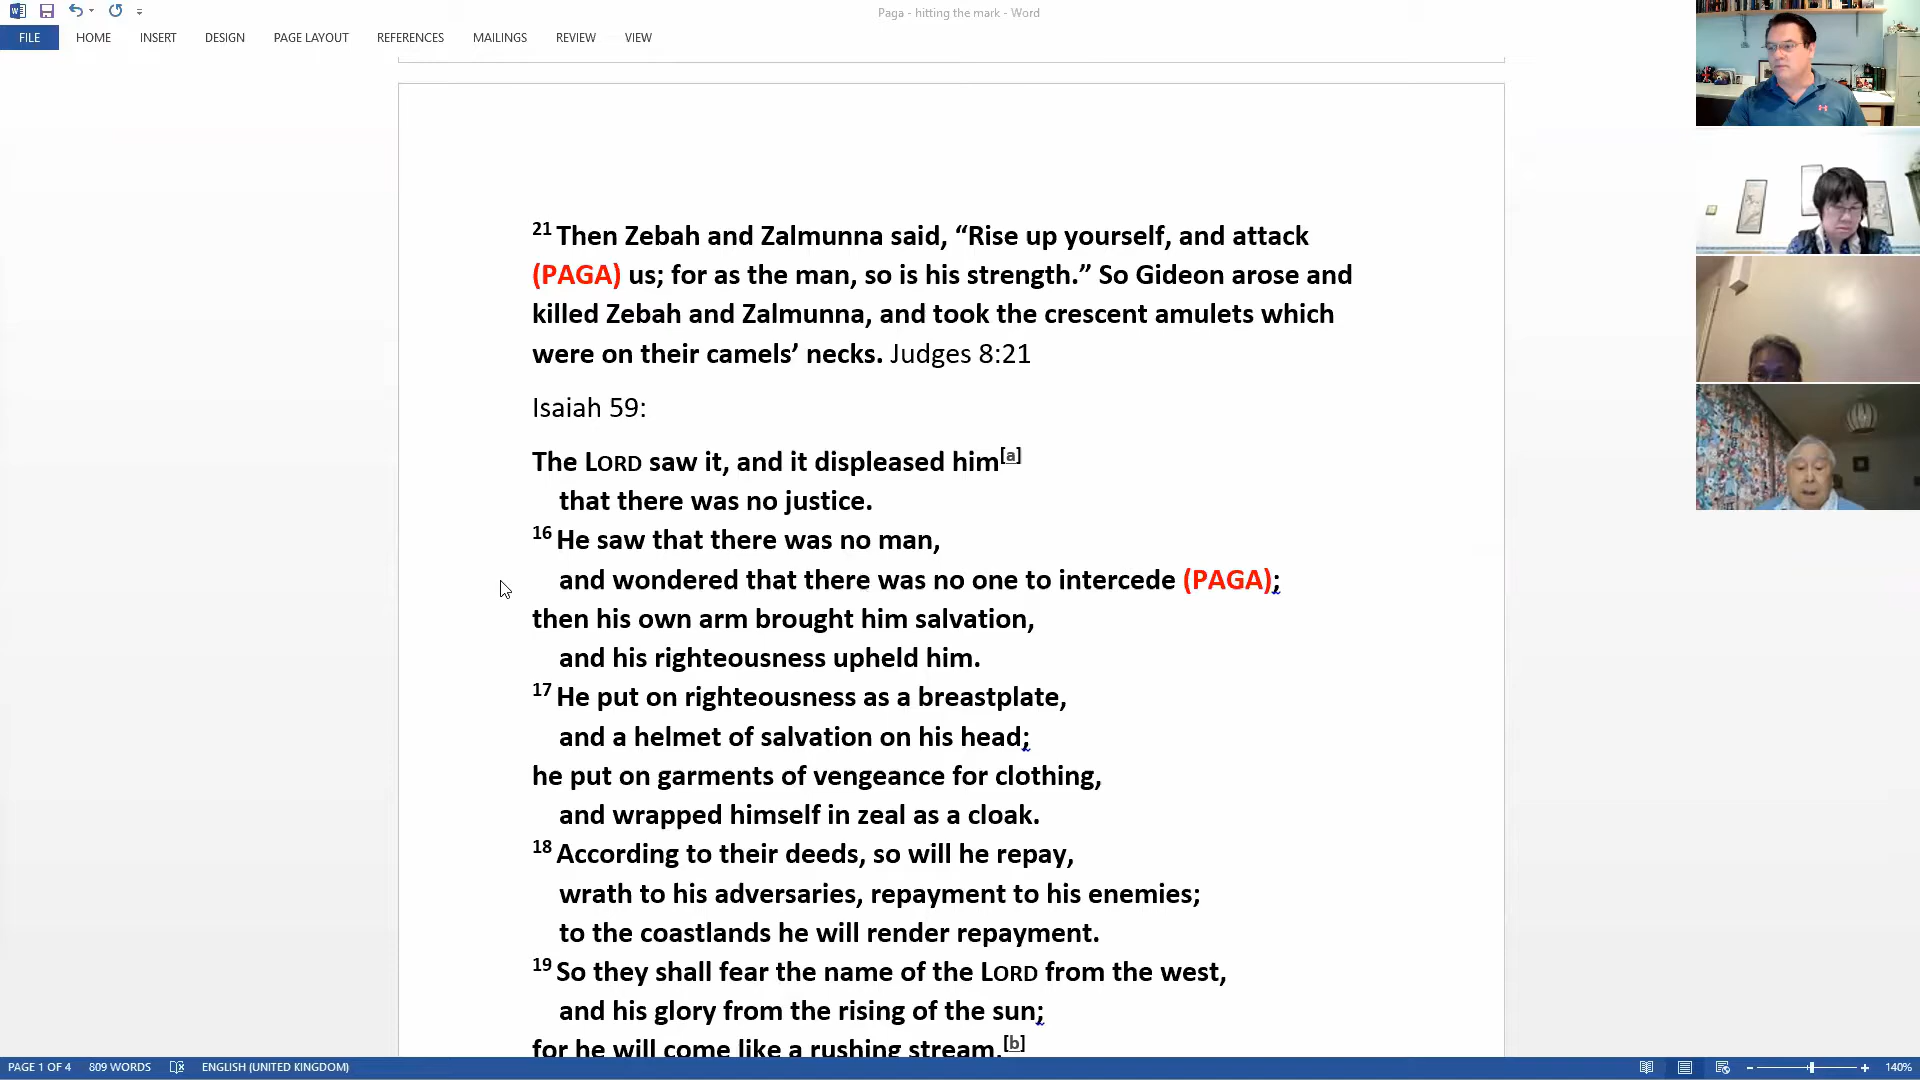 Paga - hitting the mark - Word
FILE HOME INSERT DESIGN PAGE LAYOUT REFERENCES MAILINGS REVIEW VIEW
21 Then Zebah and Zalmunna said, “Rise up yourself, and attack
(PAGA) us; for as the man, so is his strength.” So Gideon arose and
killed Zebah and Zalmunna, and took the crescent amulets which
were on their camels’ necks. Judges 8:21
Isaiah 59:
The LORD saw it, and it displeased him[a]
that there was no justice.
16 He saw that there was no man,
and wondered that there was no one to intercede (PAGA);
then his own arm brought him salvation,
and his righteousness upheld him.
17 He put on righteousness as a breastplate,
and a helmet of salvation on his head;
he put on garments of vengeance for clothing,
and wrapped himself in zeal as a cloak.
18 According to their deeds, so will he repay,
wrath to his adversaries, repayment to his enemies;
to the coastlands he will render repayment.
19 So they shall fear the name of the LORD from the west,
and his glory from the rising of the sun;
for he will come like a rushing stream,[b]
PAGE 1 OF 4 809 WORDS ENGLISH (UNITED KINGDOM) 140%